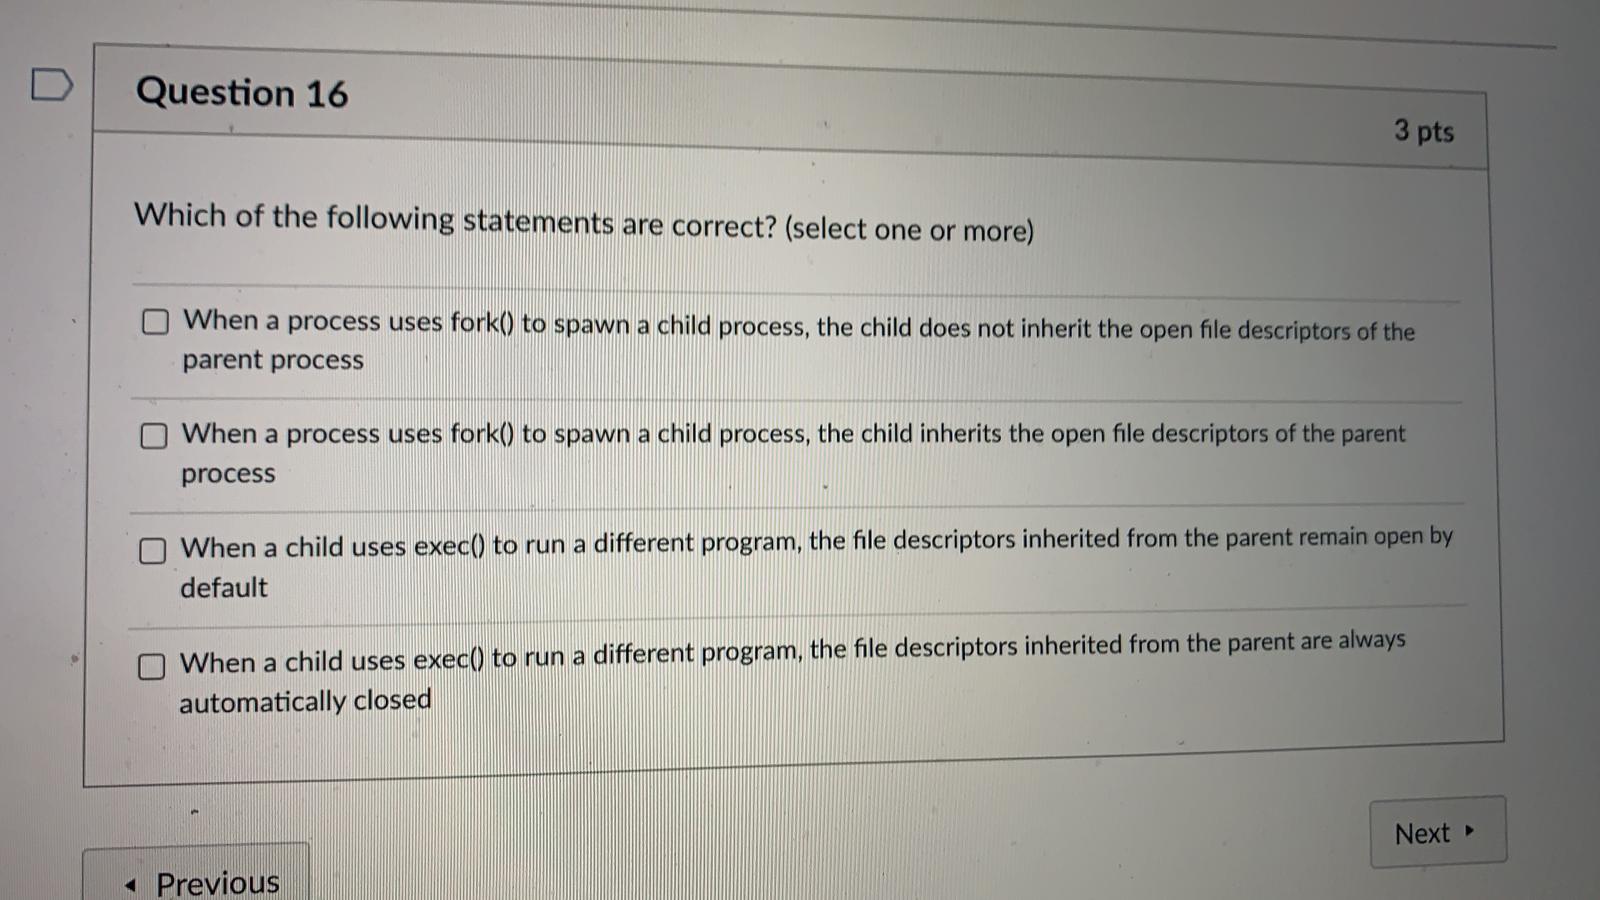 Question 16
3 pts
Which of the following statements are correct? (select one or more)
When a process uses fork() to spawn a child process, the child does not inherit the open file descriptors of the
parent process
When a process uses fork() to spawn a child process, the child inherits the open file descriptors of the parent
process
When a child uses exec() to run a different program, the file descriptors inherited from the parent remain open by
default
When a child uses exec() to run a different program, the file descriptors inherited from the parent are always
automatically closed
Next
Previous